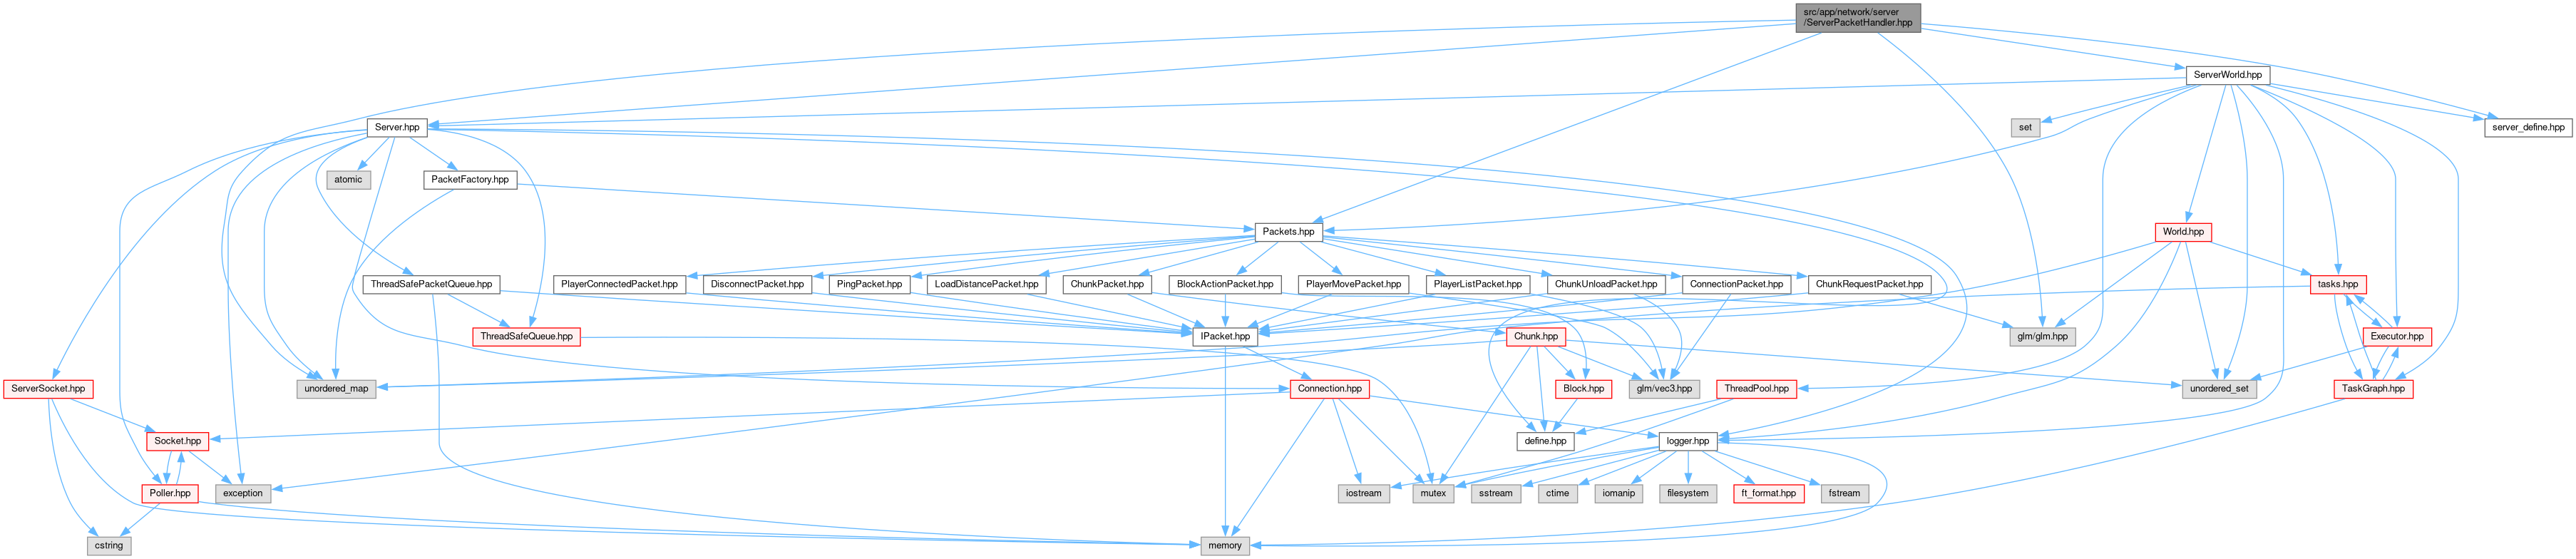 src/app/network/server
/ServerPacketHandler.hpp
ServerWorld.hpp
Server.hpp
set
server_define.hpp
atomic
PacketFactory.hpp
Packets.hpp
World.hpp
ThreadSafePacketQueue.hpp
PlayerConnectedPacket.hpp
DisconnectPacket.hpp
PingPacket.hpp
LoadDistancePacket.hpp
ChunkPacket.hpp
BlockActionPacket.hpp
PlayerMovePacket.hpp
PlayerListPacket.hpp
ChunkUnloadPacket.hpp
ConnectionPacket.hpp
ChunkRequestPacket.hpp
tasks.hpp
ThreadSafeQueue.hpp
IPacket.hpp
Chunk.hpp
glm/glm.hpp
Executor.hpp
ServerSocket.hpp
unordered_map
Connection.hpp
Block.hpp
glm/vec3.hpp
ThreadPool.hpp
unordered_set
TaskGraph.hpp
Socket.hpp
define.hpp
logger.hpp
Poller.hpp
exception
iostream
mutex
sstream
ctime
iomanip
filesystem
ft_format.hpp
fstream
cstring
memory